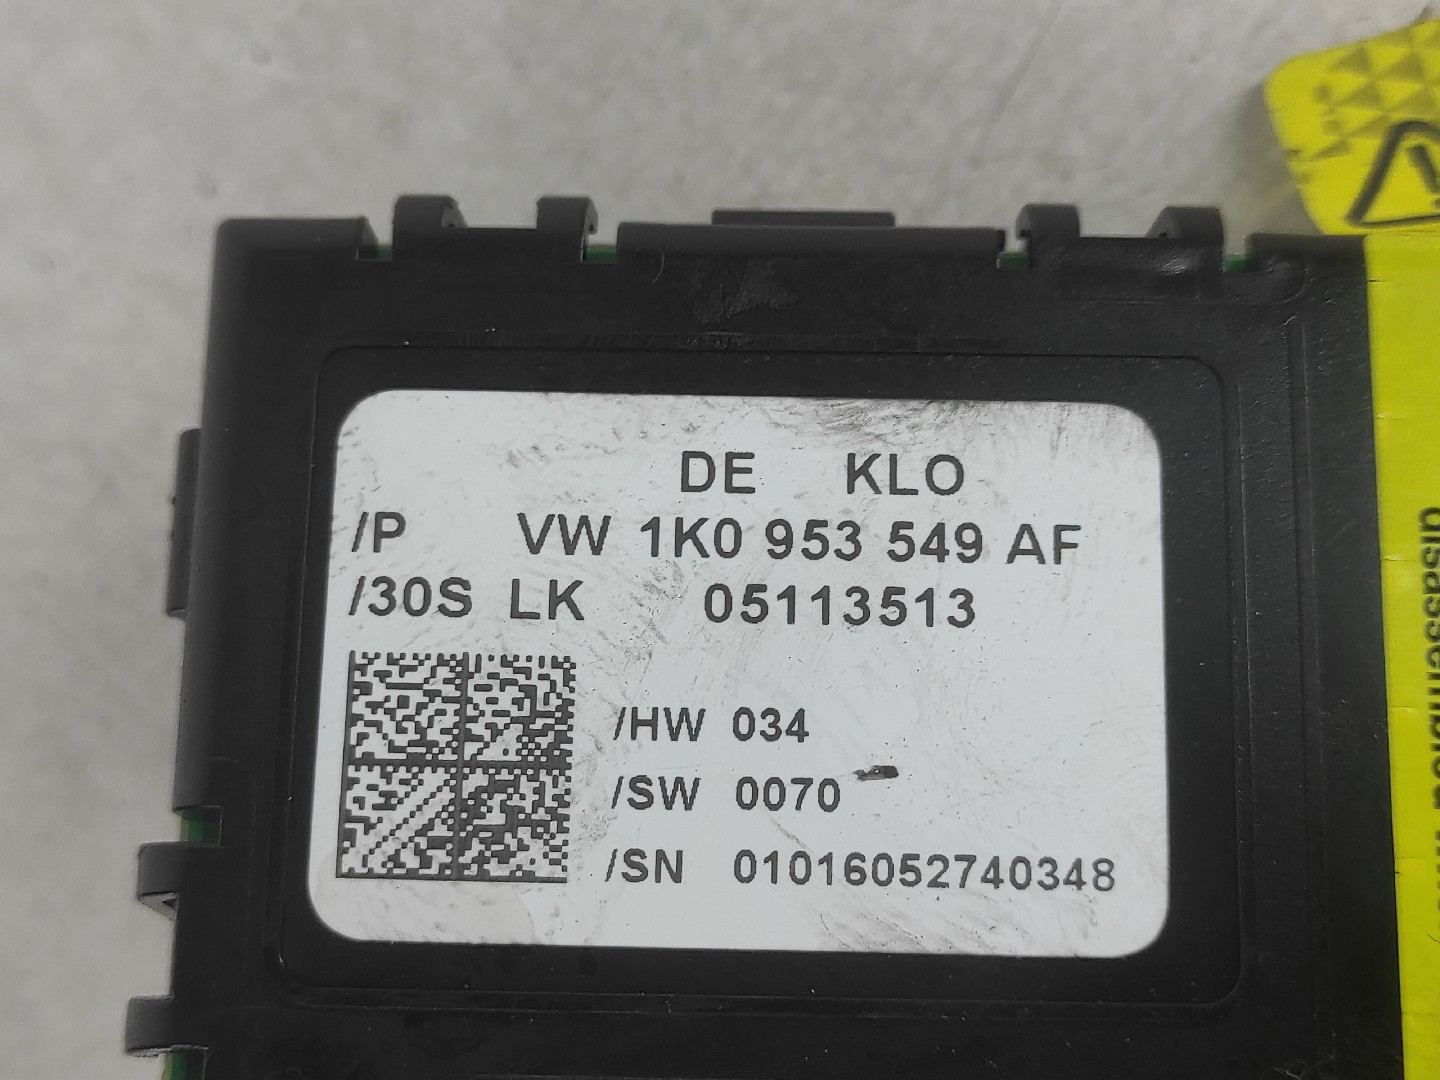 DE KLO
/P VW 1K0 953 549 AF
/30S LK 05113513
/HW 034
/SW 0070
/SN 01016052740348